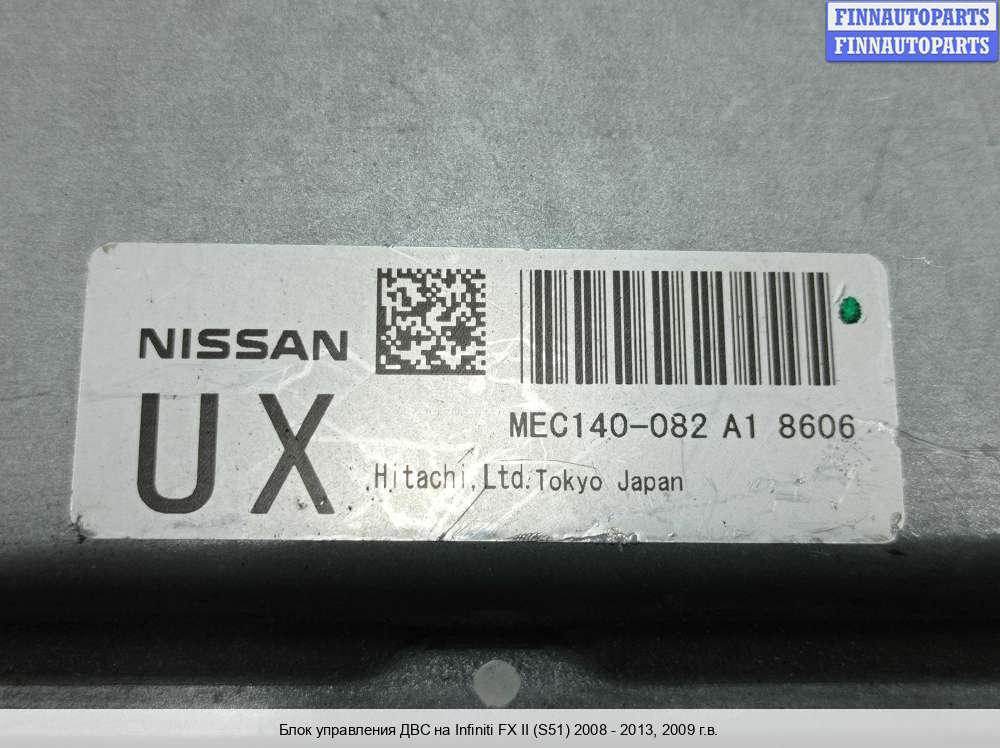 FINNAUTOPARTS
FINNAUTOPARTS
NISSAN
UX
MEC140-082 A1 8606
Hitachi,Ltd.Tokyo Japan
Блок управления ДВС на Infiniti FX II (S51) 2008 - 2013, 2009 г.в.